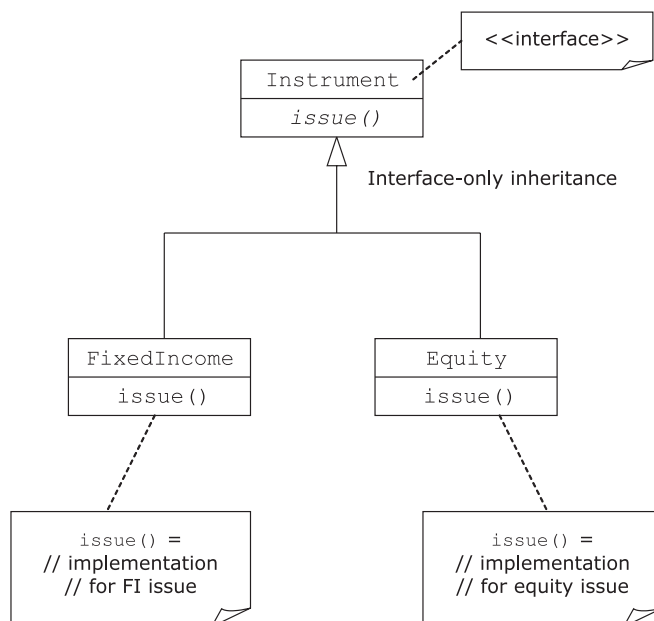 <<interface>>
Instrument
issue()
Interface-only inheritance
FixedIncome
issue()
Equity
issue()
issue() =
// implementation
// for FI issue
issue() =
// implementation
// for equity issue